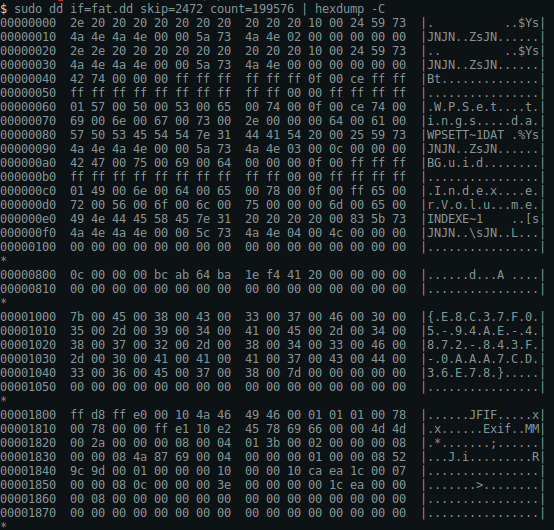 $ sudo dd if=fat.dd skip=2472 count=199576 | hexdump -C
00000000  2e 20 20 20 20 20 20 20  20 20 20 10 00 24 59 73  |.          ..$Ys|
00000010  4a 4e 4a 4e 00 00 5a 73  4a 4e 02 00 00 00 00 00  |JNJN..ZsJN......|
00000020  2e 2e 20 20 20 20 20 20  20 20 20 10 00 24 59 73  |..         ..$Ys|
00000030  4a 4e 4a 4e 00 00 5a 73  4a 4e 00 00 00 00 00 00  |JNJN..ZsJN......|
00000040  42 74 00 00 00 ff ff ff  ff ff ff 0f 00 ce ff ff  |Bt..............|
00000050  ff ff ff ff ff ff ff ff  ff ff 00 00 ff ff ff ff  |................|
00000060  01 57 00 50 00 53 00 65  00 74 00 0f 00 ce 74 00  |.W.P.S.e.t....t.|
00000070  69 00 6e 00 67 00 73 00  2e 00 00 00 64 00 61 00  |i.n.g.s.....d.a.|
00000080  57 50 53 45 54 54 7e 31  44 41 54 20 00 25 59 73  |WPSETT~1DAT .%Ys|
00000090  4a 4e 4a 4e 00 00 5a 73  4a 4e 03 00 0c 00 00 00  |JNJN..ZsJN......|
000000a0  42 47 00 75 00 69 00 64  00 00 00 0f 00 ff ff ff  |BG.u.i.d........|
000000b0  ff ff ff ff ff ff ff ff  ff ff 00 00 ff ff ff ff  |................|
000000c0  01 49 00 6e 00 64 00 65  00 78 00 0f 00 ff 65 00  |.I.n.d.e.x....e.|
000000d0  72 00 56 00 6f 00 6c 00  75 00 00 00 6d 00 65 00  |r.V.o.l.u...m.e.|
000000e0  49 4e 44 45 58 45 7e 31  20 20 20 20 00 83 5b 73  |INDEXE~1    ..[s|
000000f0  4a 4e 4a 4e 00 00 5c 73  4a 4e 04 00 4c 00 00 00  |JNJN..\sJN..L...|
00000100  00 00 00 00 00 00 00 00  00 00 00 00 00 00 00 00  |................|
*
00000800  0c 00 00 00 bc ab 64 ba  1e f4 41 20 00 00 00 00  |......d...A ....|
00000810  00 00 00 00 00 00 00 00  00 00 00 00 00 00 00 00  |................|
*
00001000  7b 00 45 00 38 00 43 00  33 00 37 00 46 00 30 00  |{.E.8.C.3.7.F.0.|
00001010  35 00 2d 00 39 00 34 00  41 00 45 00 2d 00 34 00  |5.-.9.4.A.E.-.4.|
00001020  38 00 37 00 32 00 2d 00  38 00 34 00 33 00 46 00  |8.7.2.-.8.4.3.F.|
00001030  2d 00 30 00 41 00 41 00  41 00 37 00 43 00 44 00  |-.0.A.A.A.7.C.D.|
00001040  33 00 36 00 45 00 37 00  38 00 7d 00 00 00 00 00  |3.6.E.7.8.}.....|
00001050  00 00 00 00 00 00 00 00  00 00 00 00 00 00 00 00  |................|
*
00001800  ff d8 ff e0 00 10 4a 46  49 46 00 01 01 01 00 78  |......JFIF.....x|
00001810  00 78 00 00 ff e1 10 e2  45 78 69 66 00 00 4d 4d  |.x......Exif..MM|
00001820  00 2a 00 00 00 08 00 04  01 3b 00 02 00 00 00 08  |.*.......;......|
00001830  00 00 08 4a 87 69 00 04  00 00 00 01 00 00 08 52  |...J.i.........R|
00001840  9c 9d 00 01 00 00 00 10  00 00 10 ca ea 1c 00 07  |................|
00001850  00 00 08 0c 00 00 00 3e  00 00 00 00 1c ea 00 00  |.......>........|
00001860  00 08 00 00 00 00 00 00  00 00 00 00 00 00 00 00  |................|
00001870  00 00 00 00 00 00 00 00  00 00 00 00 00 00 00 00  |................|
*